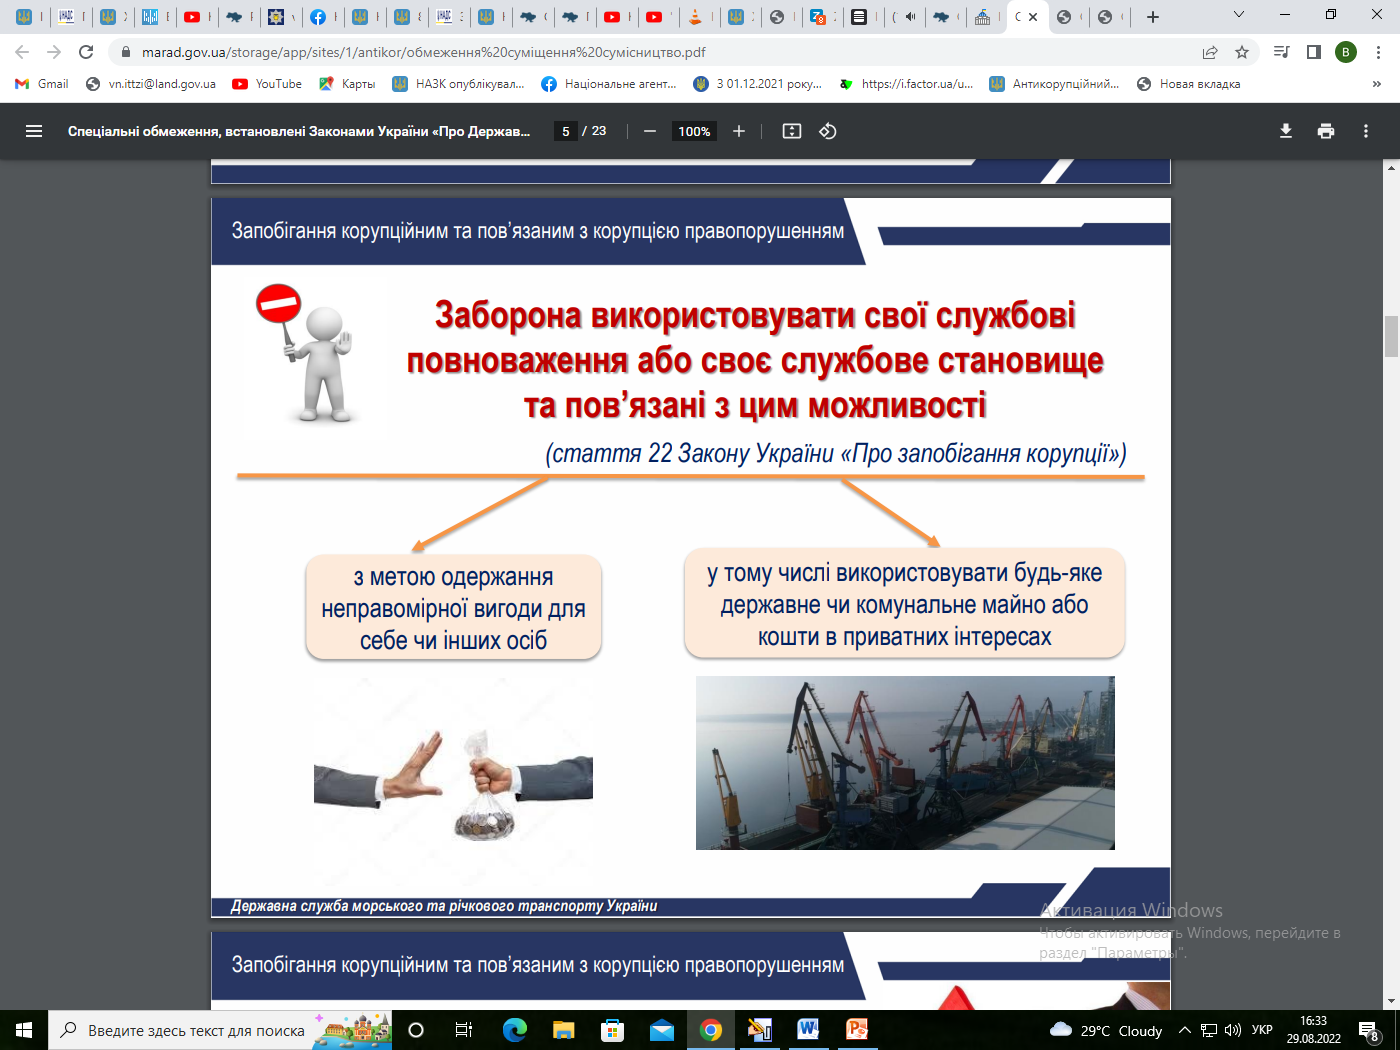 marad.gov.ua/storage/app/sites/1/antikor/обмеження%20суміщення%20сумісництво.pdf
B
Gmail
vn.ittzi@land.gov.ua
YouTube
Карты
НАЗК опублікувал...
Національне агент...
З 01.12.2021 року...
https://i.factor.ua/u...
Антикорупційний...
Новая вкладка
»
Спеціальні обмеження, встановлені Законами України «Про Держав...
5 / 23
100%
Запобігання корупційним та пов’язаним з корупцією правопорушенням
Заборона використовувати свої службові
повноваження або своє службове становище
та пов’язані з цим можливості
(стаття 22 Закону України «Про запобігання корупції»)
з метою одержання
неправомірної вигоди для
себе чи інших осіб
у тому числі використовувати будь-яке
державне чи комунальне майно або
кошти в приватних інтересах
Державна служба морського та річкового транспорту України
Активация Windows
Чтобы активировать Windows, перейдите в
раздел "Параметры".
Запобігання корупційним та пов’язаним з корупцією правопорушенням
Введите здесь текст для поиска
29°C Cloudy
УКР
16:33
29.08.2022
8